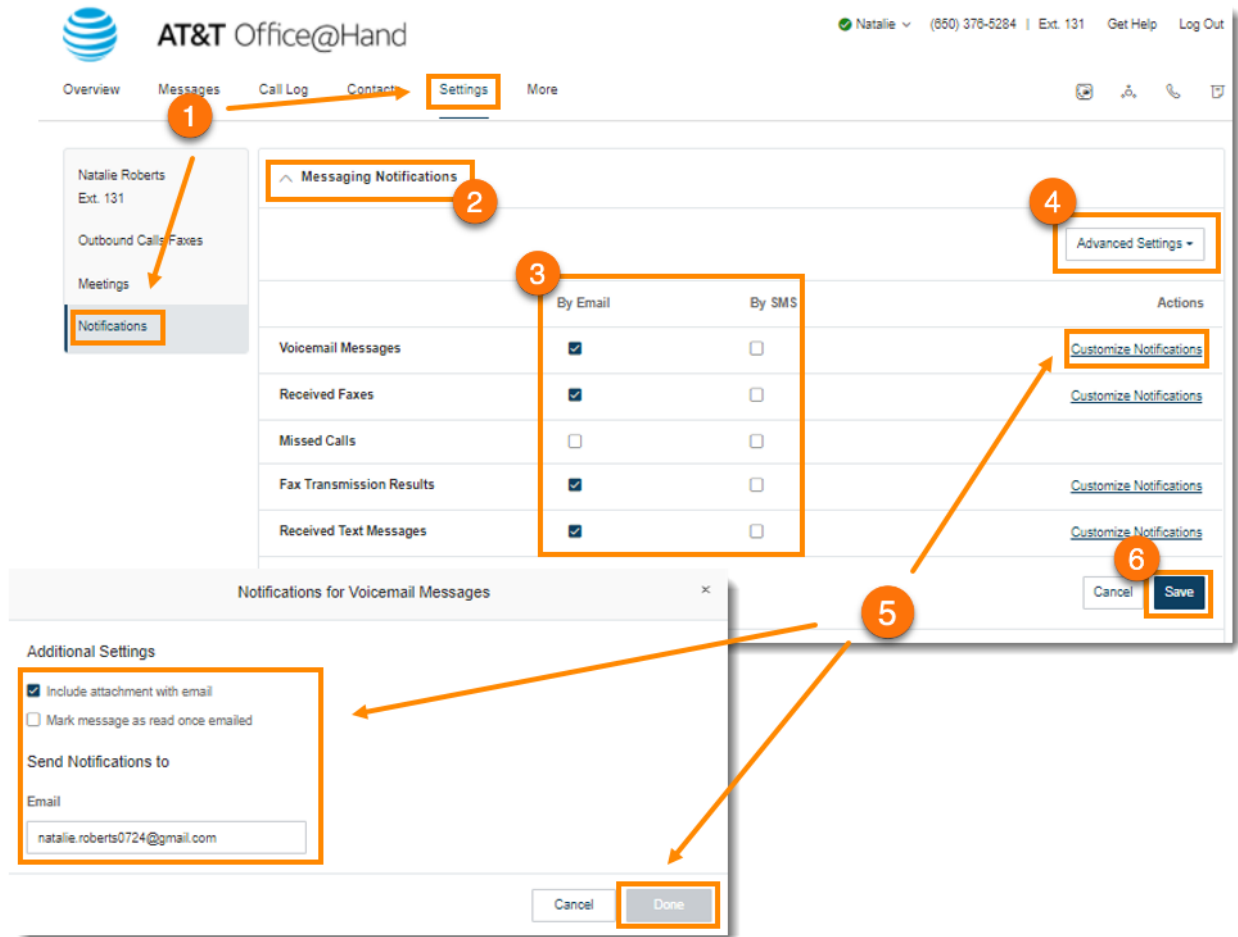 AT&T Office@Hand
Natalie (650) 376-5284 | Ext. 131 Get Help Log Out
Overview Messages Call Log Contacts Settings More
1
Natalie Roberts
Ext. 131
Outbound Calls/Faxes
Meetings
Notifications
Messaging Notifications
2
4
Advanced Settings
3
By Email By SMS Actions
Voicemail Messages Customize Notifications
Received Faxes Customize Notifications
Missed Calls
Fax Transmission Results Customize Notifications
Received Text Messages Customize Notifications
6
Cancel Save
5
Notifications for Voicemail Messages ×
Additional Settings
Include attachment with email
Mark message as read once emailed
Send Notifications to
Email
natalie.roberts0724@gmail.com
Cancel Done